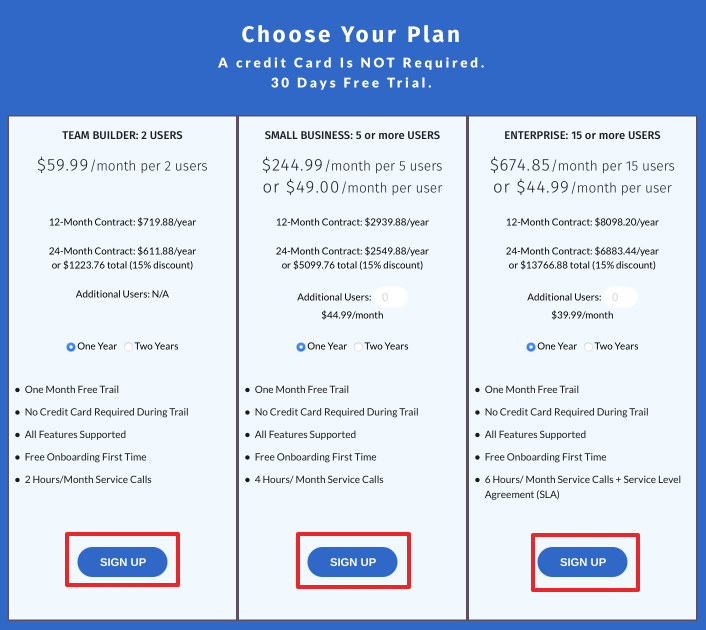 Choose Your Plan
A credit Card Is NOT Required.
30 Days Free Trial.
TEAM BUILDER: 2 USERS
$59.99/month per 2 users
12-Month Contract: $719.88/year
24-Month Contract: $611.88/year
or $1223.76 total (15% discount)
Additional Users: N/A
One Year Two Years
One Month Free Trail
No Credit Card Required During Trail
All Features Supported
Free Onboarding First Time
2 Hours/Month Service Calls
SIGN UP
SMALL BUSINESS: 5 or more USERS
$244.99/month per 5 users
or $49.00/month per user
12-Month Contract: $2939.88/year
24-Month Contract: $2549.88/year
or $5099.76 total (15% discount)
Additional Users: 0
$44.99/month
One Year Two Years
One Month Free Trail
No Credit Card Required During Trail
All Features Supported
Free Onboarding First Time
4 Hours/ Month Service Calls
SIGN UP
ENTERPRISE: 15 or more USERS
$674.85/month per 15 users
or $44.99/month per user
12-Month Contract: $8098.20/year
24-Month Contract: $6883.44/year
or $13766.88 total (15% discount)
Additional Users: 0
$39.99/month
One Year Two Years
One Month Free Trail
No Credit Card Required During Trail
All Features Supported
Free Onboarding First Time
6 Hours/ Month Service Calls + Service Level
Agreement (SLA)
SIGN UP